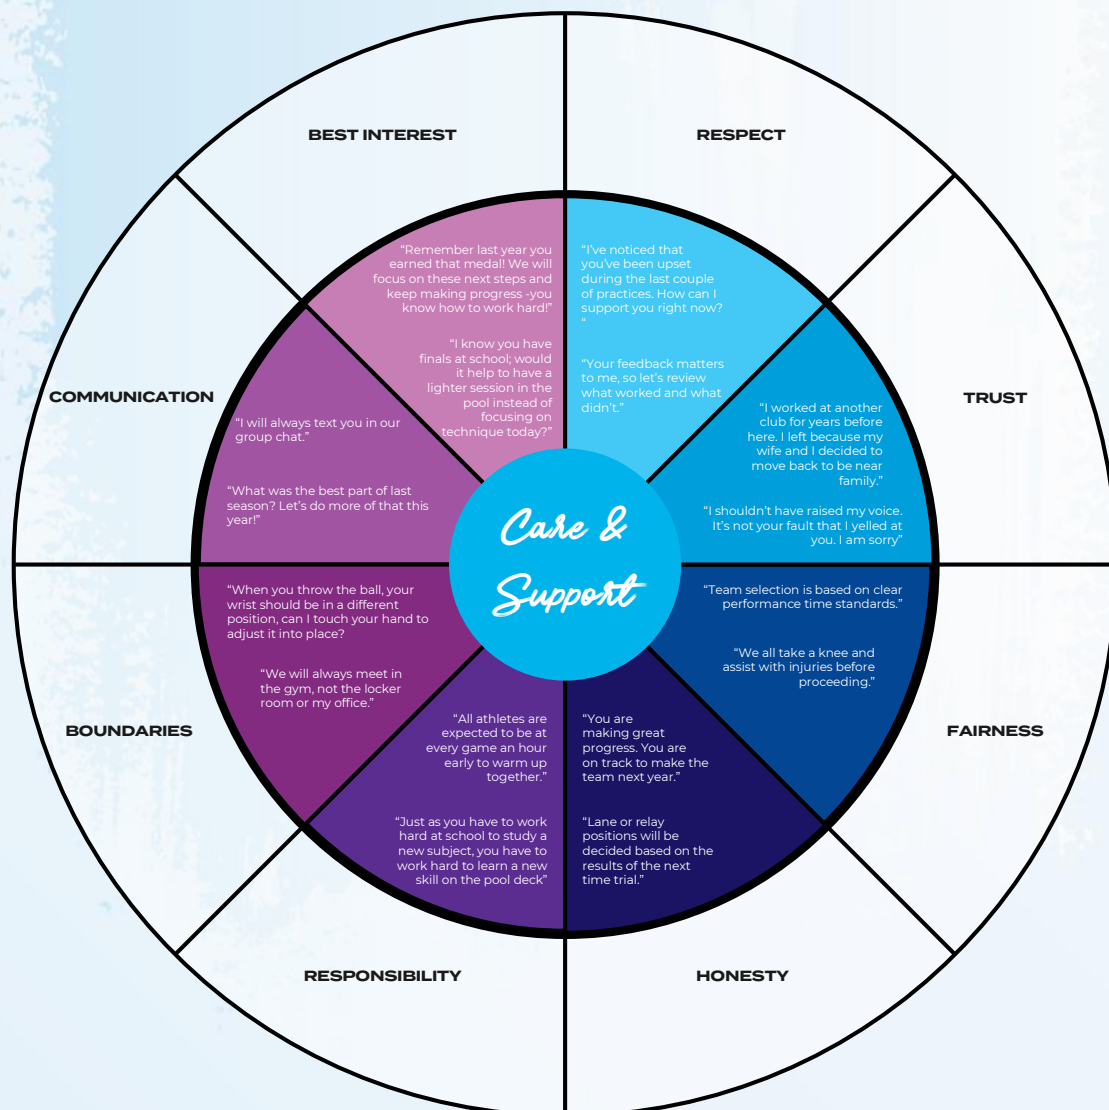 BEST INTEREST
“Remember last year you
earned that medal! We will
focus on these next steps and
keep making progress -you
know how to work hard!”
“I know you have
finals at school; would
it help to have a
lighter session in the
pool instead of
focusing on
technique today?”
RESPECT
“I’ve noticed that
you’ve been upset
during the last couple
of practices. How can I
support you right now?
“
“Your feedback matters
to me, so let’s review
what worked and what
didn’t.”
TRUST
“I worked at another
club for years before
here. I left because my
wife and I decided to
move back to be near
family.”
“I shouldn’t have raised my voice.
It’s not your fault that I yelled at
you. I am sorry”
FAIRNESS
“Team selection is based on clear
performance time standards.”
“We all take a knee and
assist with injuries before
proceeding.”
HONESTY
“You are
making great
progress. You are
on track to make the
team next year.”
“Lane or relay
positions will be
decided based on the
results of the next
time trial.”
RESPONSIBILITY
“All athletes are
expected to be at
every game an hour
early to warm up
together.”
“Just as you have to work
hard at school to study a
new subject, you have to
work hard to learn a new
skill on the pool deck”
BOUNDARIES
“When you throw the ball, your
wrist should be in a different
position, can I touch your hand to
adjust it into place?
“We will always meet in
the gym, not the locker
room or my office.”
COMMUNICATION
“I will always text you in our
group chat.”
“What was the best part of last
season? Let’s do more of that this
year!”
Care &
Support